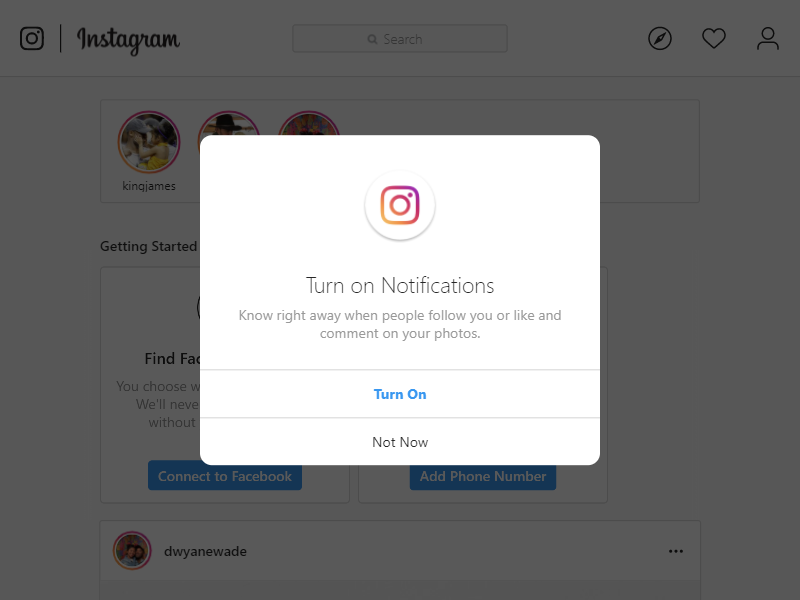 Instagram
Search
kingjames
Getting Started
Turn on Notifications
Know right away when people follow you or like and
comment on your photos.
Turn On
Not Now
Find Fac
You choose w
We'll neve
without
Connect to Facebook
Add Phone Number
dwyanewade